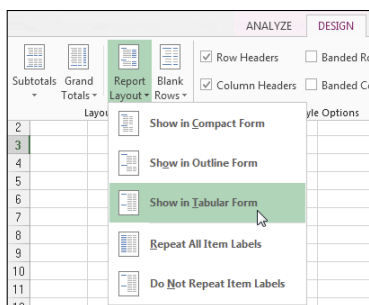 ANALYZE DESIGN
Row Headers Banded Ro
Subtotals Grand Totals Report Layout Blank Rows
Column Headers Banded Co
Layou yle Options
Show in Compact Form
Show in Outline Form
Show in Tabular Form
Repeat All Item Labels
Do Not Repeat Item Labels
2
3
4
5
6
7
8
9
10
11